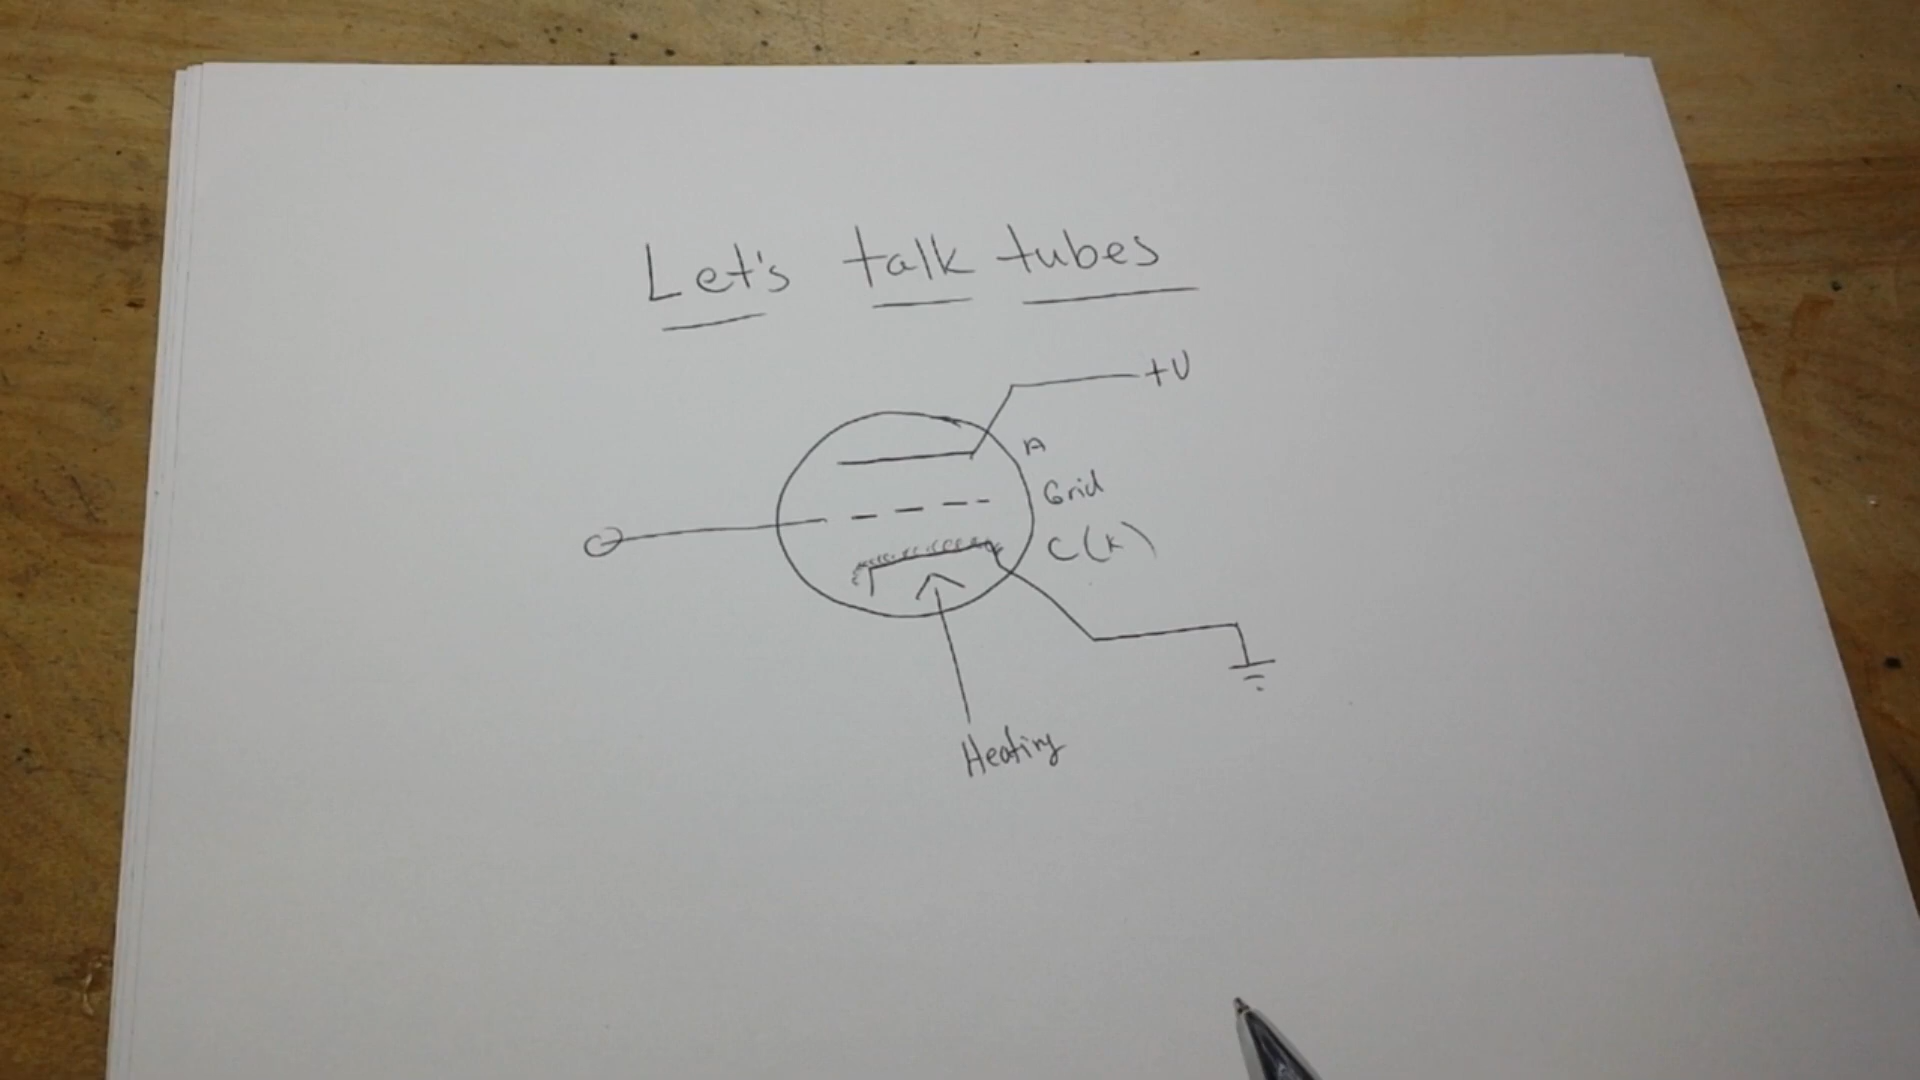 Let's talk tubes
+U
A
Grid
C(K)
Heating